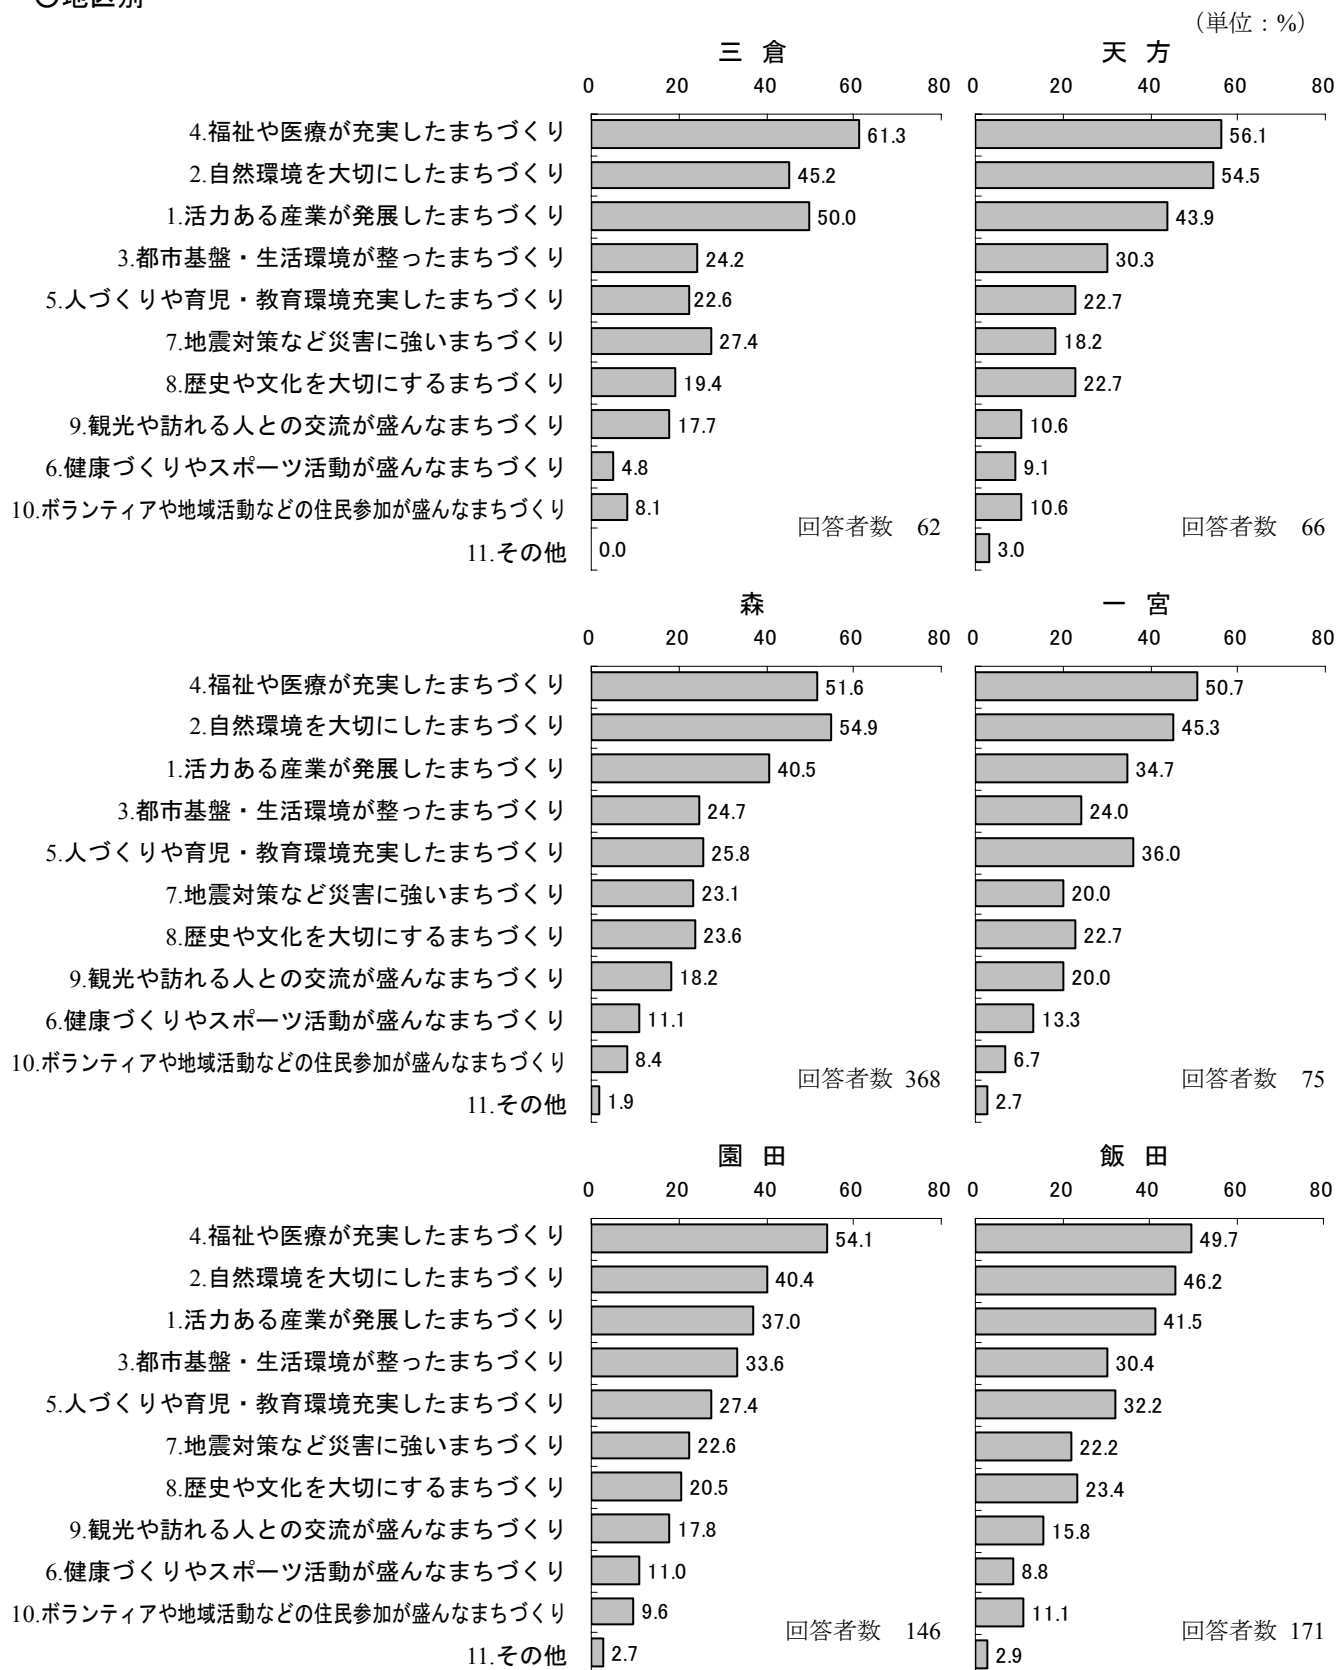 〇地区別
（単位：%）
三 倉
天 方
0 20 40 60 80
0 20 40 60 80
4.福祉や医療が充実したまちづくり 61.3 56.1
2.自然環境を大切にしたまちづくり 45.2 54.5
1.活力ある産業が発展したまちづくり 50.0 43.9
3.都市基盤・生活環境が整ったまちづくり 24.2 30.3
5.人づくりや育児・教育環境充実したまちづくり 22.6 22.7
7.地震対策など災害に強いまちづくり 27.4 18.2
8.歴史や文化を大切にするまちづくり 19.4 22.7
9.観光や訪れる人との交流が盛んなまちづくり 17.7 10.6
6.健康づくりやスポーツ活動が盛んなまちづくり 4.8 9.1
10.ボランティアや地域活動などの住民参加が盛んなまちづくり 8.1 10.6
回答者数 62
回答者数 66
11.その他 0.0 3.0
森
一 宮
0 20 40 60 80
0 20 40 60 80
4.福祉や医療が充実したまちづくり 51.6 50.7
2.自然環境を大切にしたまちづくり 54.9 45.3
1.活力ある産業が発展したまちづくり 40.5 34.7
3.都市基盤・生活環境が整ったまちづくり 24.7 24.0
5.人づくりや育児・教育環境充実したまちづくり 25.8 36.0
7.地震対策など災害に強いまちづくり 23.1 20.0
8.歴史や文化を大切にするまちづくり 23.6 22.7
9.観光や訪れる人との交流が盛んなまちづくり 18.2 20.0
6.健康づくりやスポーツ活動が盛んなまちづくり 11.1 13.3
10.ボランティアや地域活動などの住民参加が盛んなまちづくり 8.4 6.7
回答者数 368
回答者数 75
11.その他 1.9 2.7
園 田
飯 田
0 20 40 60 80
0 20 40 60 80
4.福祉や医療が充実したまちづくり 54.1 49.7
2.自然環境を大切にしたまちづくり 40.4 46.2
1.活力ある産業が発展したまちづくり 37.0 41.5
3.都市基盤・生活環境が整ったまちづくり 33.6 30.4
5.人づくりや育児・教育環境充実したまちづくり 27.4 32.2
7.地震対策など災害に強いまちづくり 22.6 22.2
8.歴史や文化を大切にするまちづくり 20.5 23.4
9.観光や訪れる人との交流が盛んなまちづくり 17.8 15.8
6.健康づくりやスポーツ活動が盛んなまちづくり 11.0 8.8
10.ボランティアや地域活動などの住民参加が盛んなまちづくり 9.6 11.1
回答者数 146
回答者数 171
11.その他 2.7 2.9